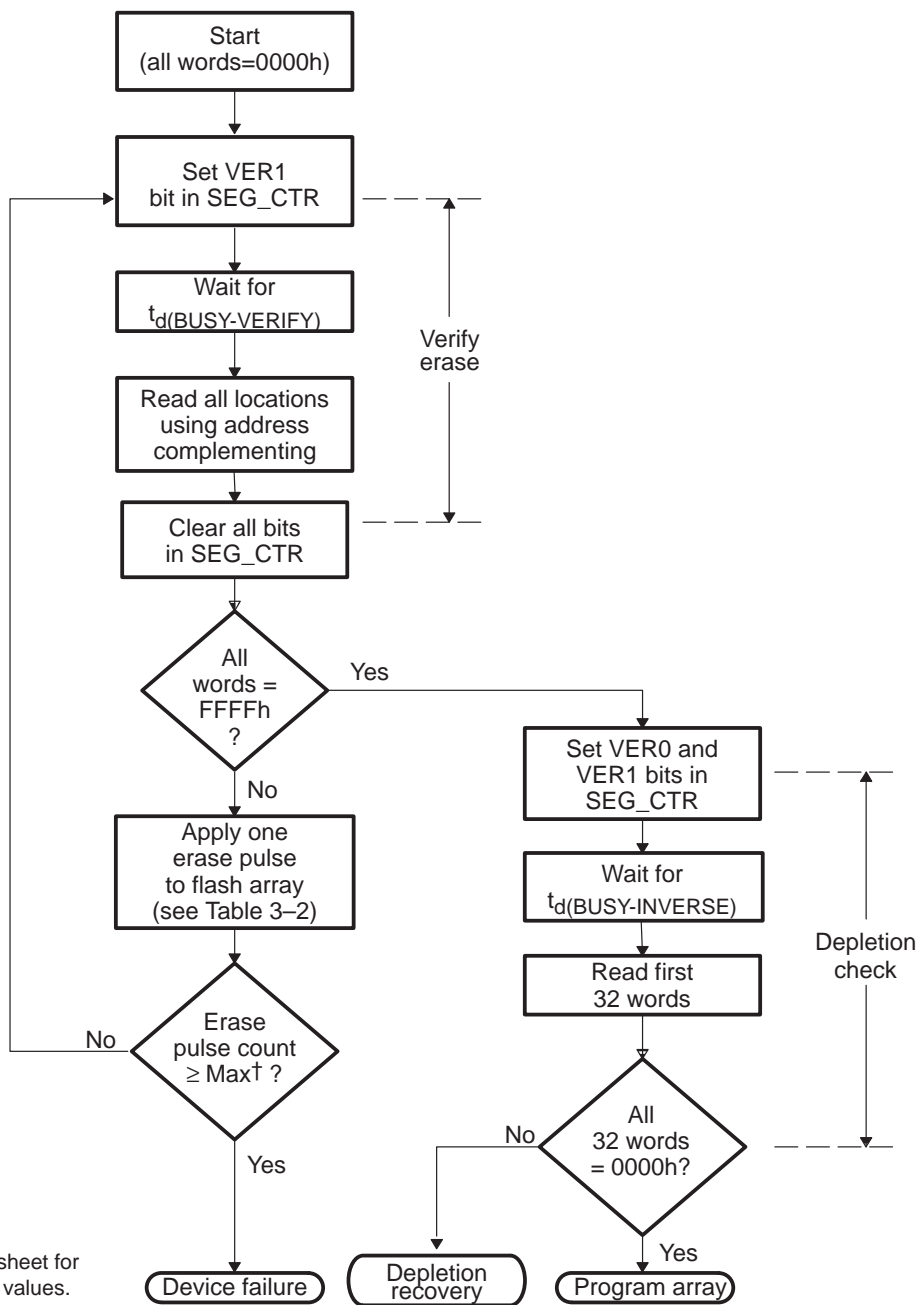 Start
(all words=0000h)
Set VER1
bit in SEG_CTR
Wait for
td(BUSY-VERIFY)
Verify
erase
Read all locations
using address
complementing
Clear all bits
in SEG_CTR
All
words =
FFFFh
?
Yes
No
Set VER0 and
VER1 bits in
SEG_CTR
Apply one
erase pulse
to flash array
(see Table 3–2)
Wait for
td(BUSY-INVERSE)
Depletion
check
Read first
32 words
No
Erase
pulse count
≥ Max† ?
Yes
No
All
32 words
= 0000h?
Yes
sheet for
values.
Device failure
Depletion
recovery
Program array